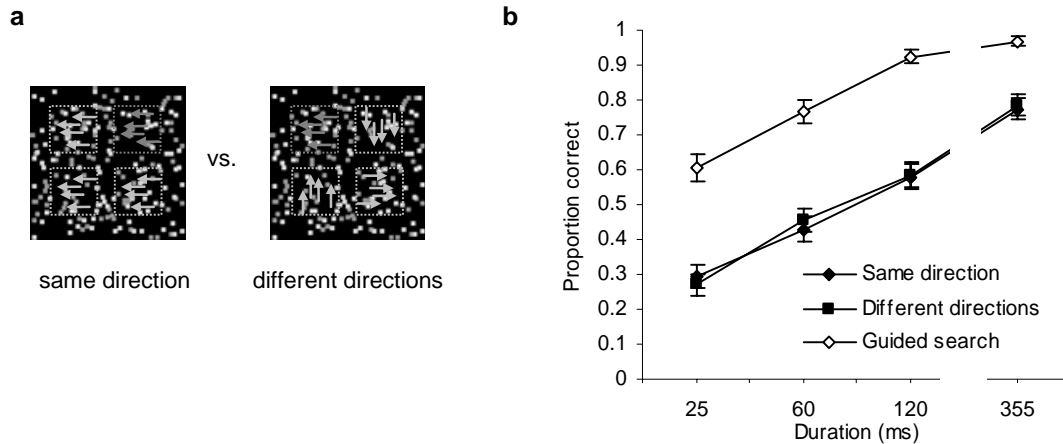 a
vs.
same direction
different directions
b
Proportion correct
1
0.9
0.8
0.7
0.6
0.5
0.4
0.3
0.2
0.1
0
Same direction
Different directions
Guided search
25 60 120 355
Duration (ms)